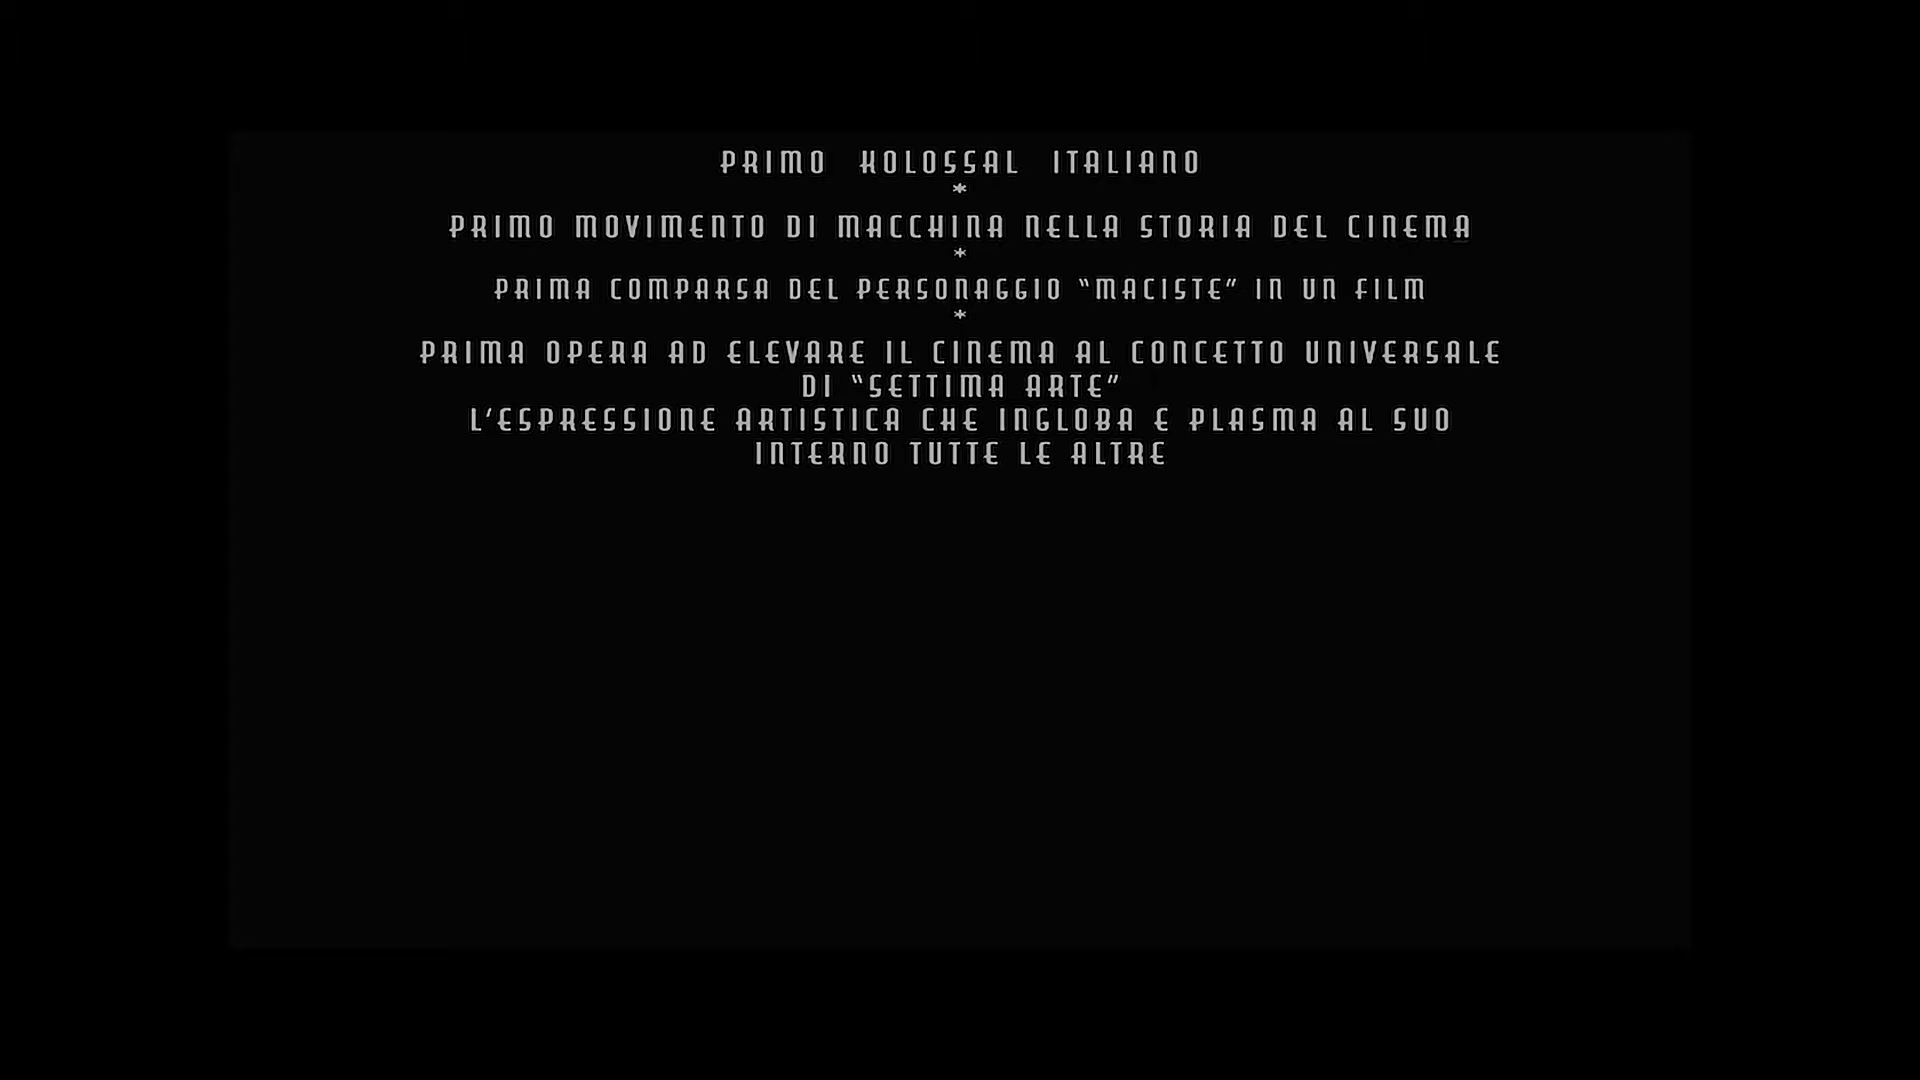 PRIMO KOLOSSAL ITALIANO
*
PRIMO MOVIMENTO DI MACCHINA NELLA STORIA DEL CINEMA
*
PRIMA COMPARSA DEL PERSONAGGIO “MACISTE” IN UN FILM
*
PRIMA OPERA AD ELEVARE IL CINEMA AL CONCETTO UNIVERSALE
DI “SETTIMA ARTE”
L’ESPRESSIONE ARTISTICA CHE INGLOBA E PLASMA AL SUO
INTERNO TUTTE LE ALTRE